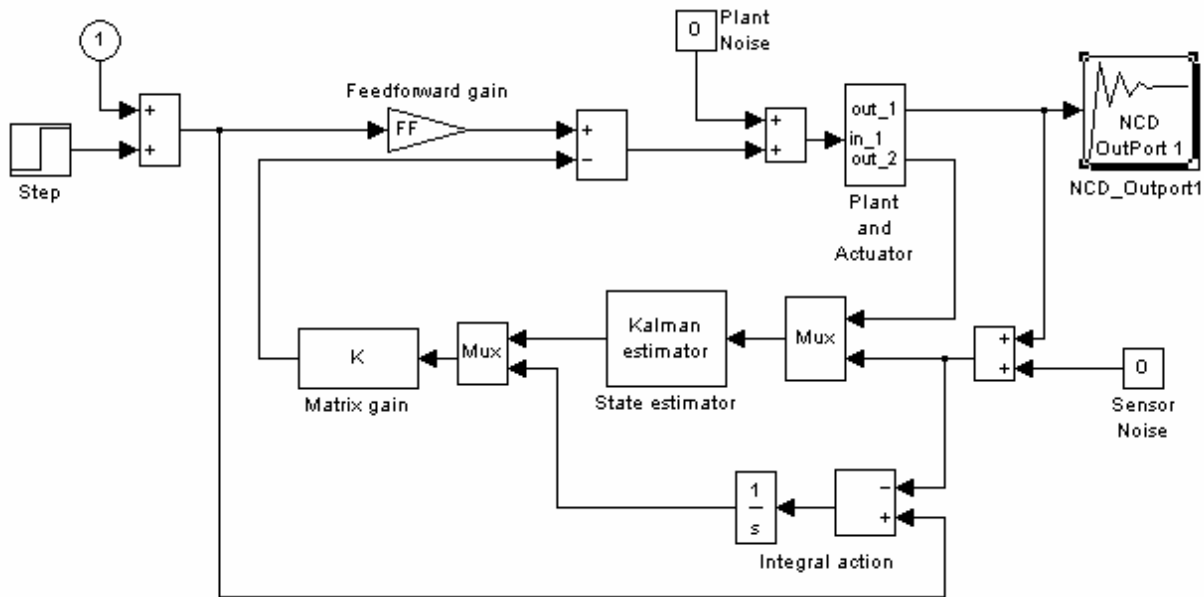 1
+
+
Step
Feedforward gain
FF
+
−
0
Plant
Noise
+
+
out_1
in_1
out_2
Plant
and
Actuator
NCD
OutPort 1
NCD_Outport1
K
Matrix gain
Mux
Kalman
estimator
State estimator
Mux
+
+
0
Sensor
Noise
1
s
−
+
Integral action